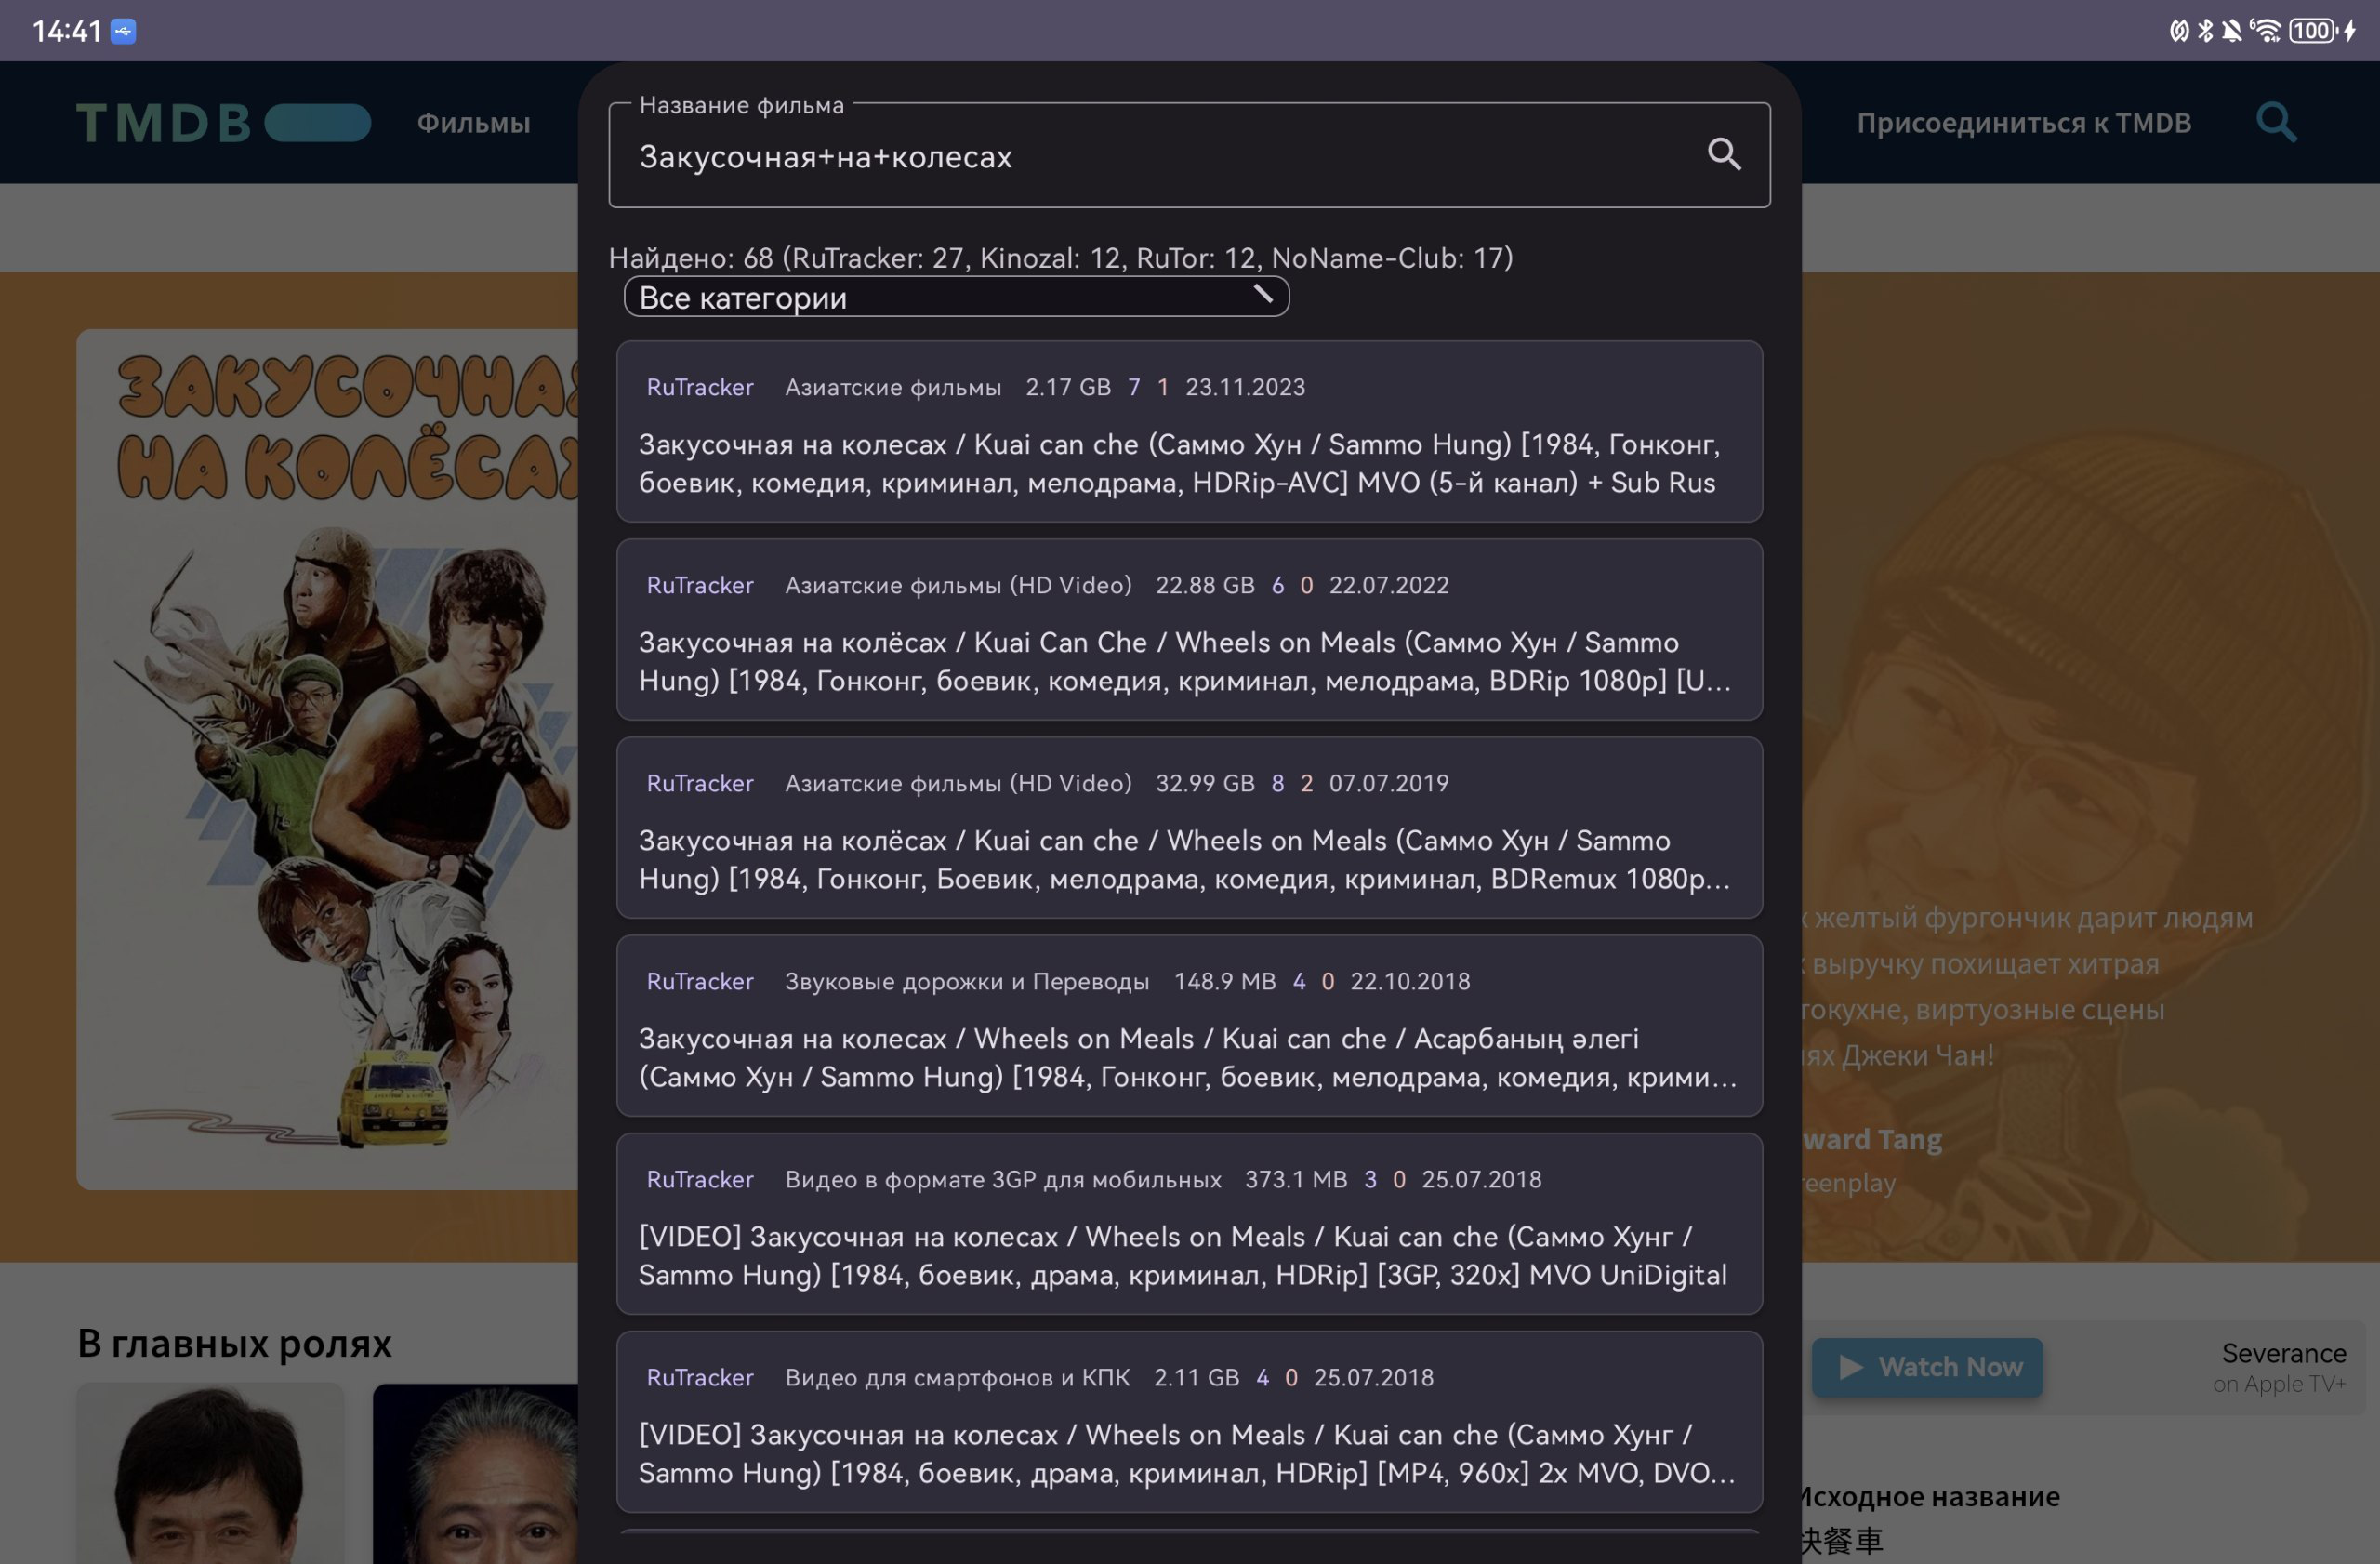 14:41
6
100
TMDB
Фильмы
Присоединиться к TMDB
Название фильма
Закусочная+на+колесах
Найдено: 68 (RuTracker: 27, Kinozal: 12, RuTor: 12, NoName-Club: 17)
Все категории
RuTracker Азиатские фильмы 2.17 GB 7 1 23.11.2023
Закусочная на колесах / Kuai can che (Саммо Хун / Sammo Hung) [1984, Гонконг,
боевик, комедия, криминал, мелодрама, HDRip-AVC] MVO (5-й канал) + Sub Rus
RuTracker Азиатские фильмы (HD Video) 22.88 GB 6 0 22.07.2022
Закусочная на колёсах / Kuai Can Che / Wheels on Meals (Саммо Хун / Sammo
Hung) [1984, Гонконг, боевик, комедия, криминал, мелодрама, BDRip 1080p] [U...
RuTracker Азиатские фильмы (HD Video) 32.99 GB 8 2 07.07.2019
Закусочная на колёсах / Kuai can che / Wheels on Meals (Саммо Хун / Sammo
Hung) [1984, Гонконг, Боевик, мелодрама, комедия, криминал, BDRemux 1080p...
RuTracker Звуковые дорожки и Переводы 148.9 MB 4 0 22.10.2018
Закусочная на колесах / Wheels on Meals / Kuai can che / Асарбаның әлегі
(Саммо Хун / Sammo Hung) [1984, Гонконг, боевик, мелодрама, комедия, крими...
RuTracker Видео в формате 3GP для мобильных 373.1 MB 3 0 25.07.2018
[VIDEO] Закусочная на колесах / Wheels on Meals / Kuai can che (Саммо Хунг /
Sammo Hung) [1984, боевик, драма, криминал, HDRip] [3GP, 320x] MVO UniDigital
RuTracker Видео для смартфонов и КПК 2.11 GB 4 0 25.07.2018
[VIDEO] Закусочная на колесах / Wheels on Meals / Kuai can che (Саммо Хунг /
Sammo Hung) [1984, боевик, драма, криминал, HDRip] [MP4, 960x] 2x MVO, DVO...
ЗАКУСОЧНАЯ
НА КОЛЁСАХ
желтый фургончик дарит людям
выручку похищает хитрая
виртуозные сцены
Джеки Чан!
Tang
В главных ролях
Watch Now
Severance
on Apple TV+
Исходное название
餐車